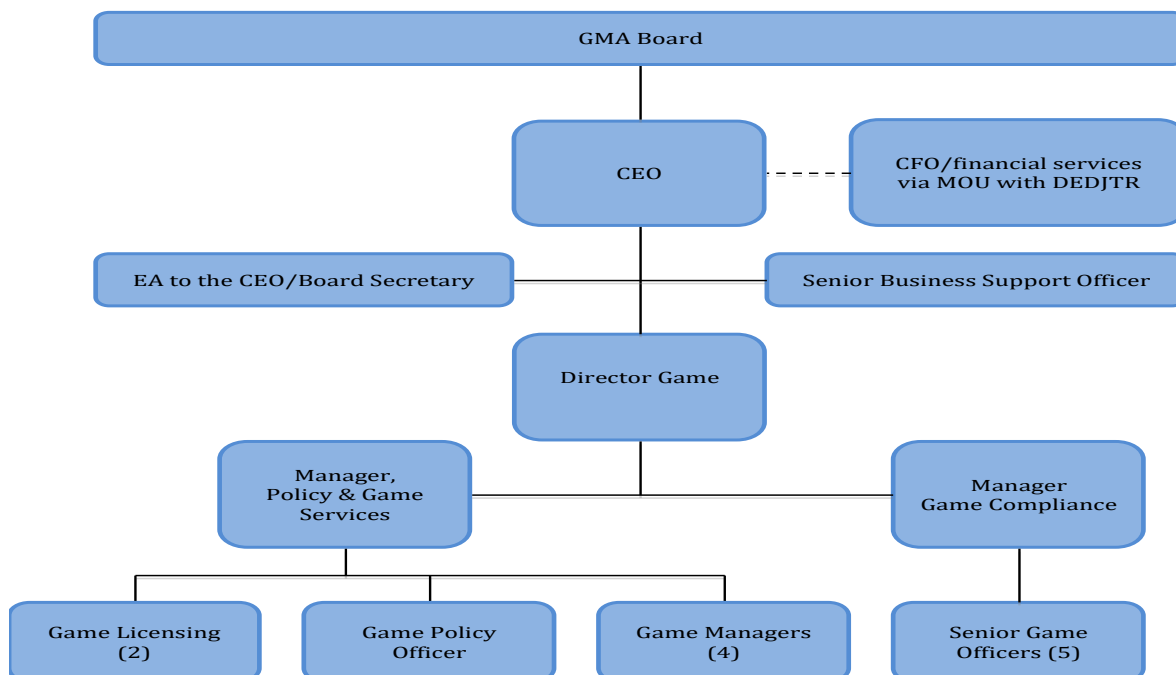 GMA Board
CEO
CFO/financial services
via MOU with DEDJTR
EA to the CEO/Board Secretary
Senior Business Support Officer
Director Game
Manager,
Policy & Game
Services
Manager
Game Compliance
Game Licensing
(2)
Game Policy
Officer
Game Managers
(4)
Senior Game
Officers (5)